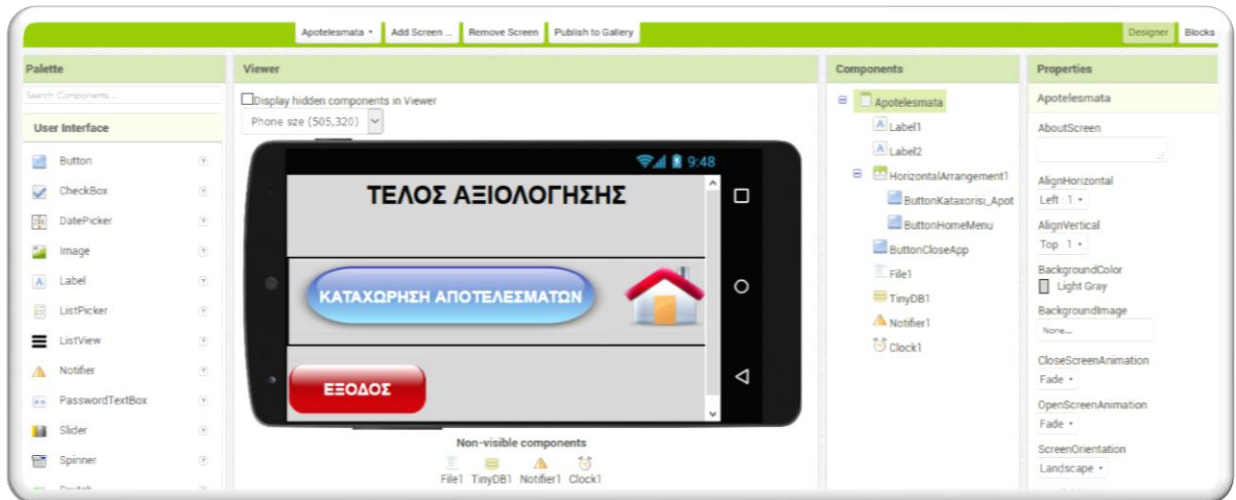 Apotelesmata
Add Screen ...
Remove Screen
Publish to Gallery
Designer
Blocks
Palette
Search Components...
User Interface
Button
CheckBox
DatePicker
Image
Label
ListPicker
ListView
Notifier
PasswordTextBox
Slider
Spinner
Viewer
Display hidden components in Viewer
Phone size (505,320)
9:48
ΤΕΛΟΣ ΑΞΙΟΛΟΓΗΣΗΣ
ΚΑΤΑΧΩΡΗΣΗ ΑΠΟΤΕΛΕΣΜΑΤΩΝ
ΕΞΟΔΟΣ
Non-visible components
File1 TinyDB1 Notifier1 Clock1
Components
Apotelesmata
Label1
Label2
HorizontalArrangement1
ButtonKataxorisi_Apot
ButtonHomeMenu
ButtonCloseApp
File1
TinyDB1
Notifier1
Clock1
Properties
Apotelesmata
AboutScreen
AlignHorizontal
Left : 1
AlignVertical
Top : 1
BackgroundColor
Light Gray
BackgroundImage
None...
CloseScreenAnimation
Fade
OpenScreenAnimation
Fade
ScreenOrientation
Landscape